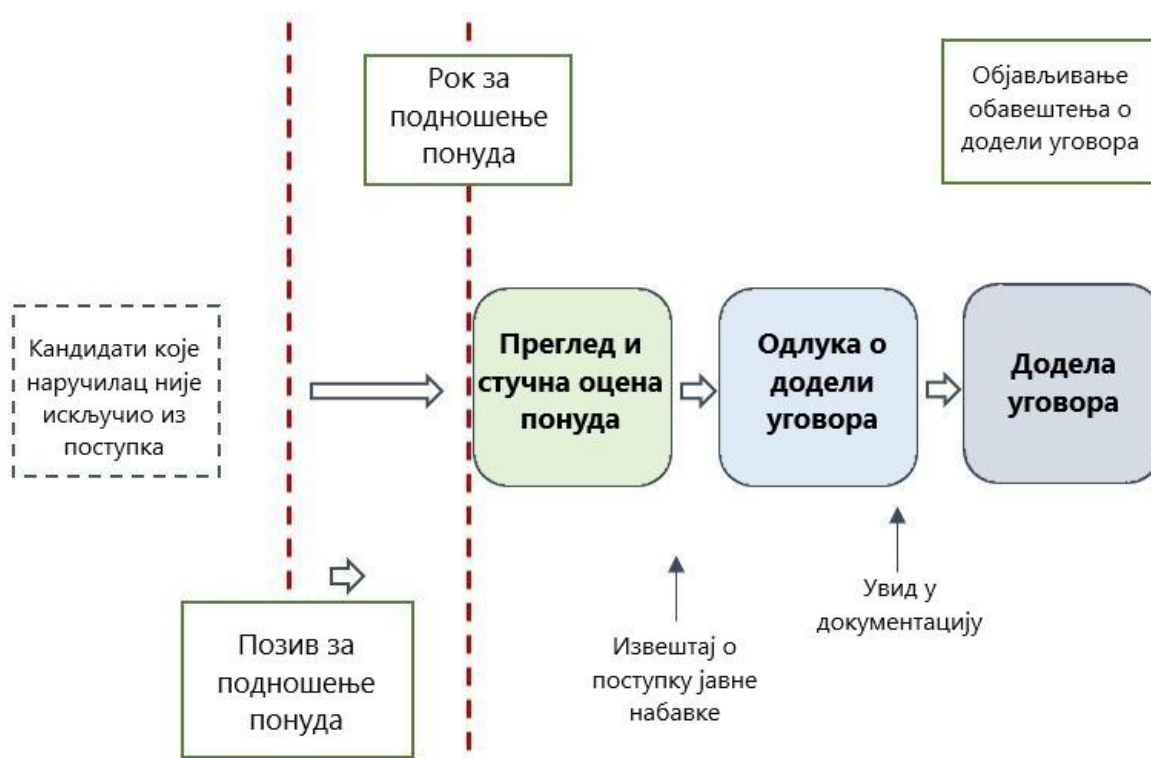 Рок за
подношење
понуда
Објављивање
обавештења о
додели уговора
Кандидати које
наручилац није
искључио из
поступка
Преглед и
стучна оцена
понуда
Одлука о
додели
уговора
Додела
уговора
Позив за
подношење
понуда
Извештај о
поступку јавне
набавке
Увид у
документацију